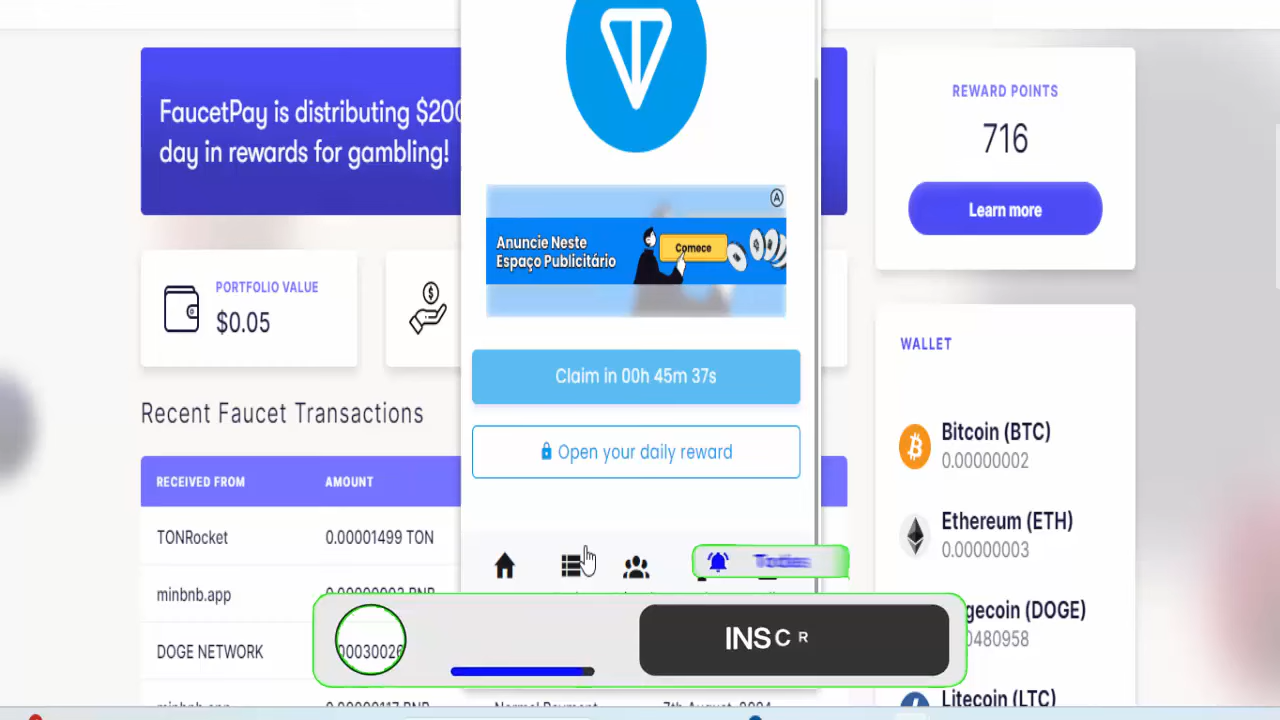 FaucetPay is distributing $200
day in rewards for gambling!
REWARD POINTS
716
Learn more
Anuncie Neste
Espaço Publicitário
Comece
PORTFOLIO VALUE
$0.05
Claim in 00h 45m 37s
Open your daily reward
Recent Faucet Transactions
RECEIVED FROM AMOUNT
TONRocket 0.00001499 TON
minbnb.app
DOGE NETWORK 00030026
INSCR
WALLET
Bitcoin (BTC)
0.00000002
Ethereum (ETH)
0.00000003
gecoin (DOGE)
0480958
Litecoin (LTC)